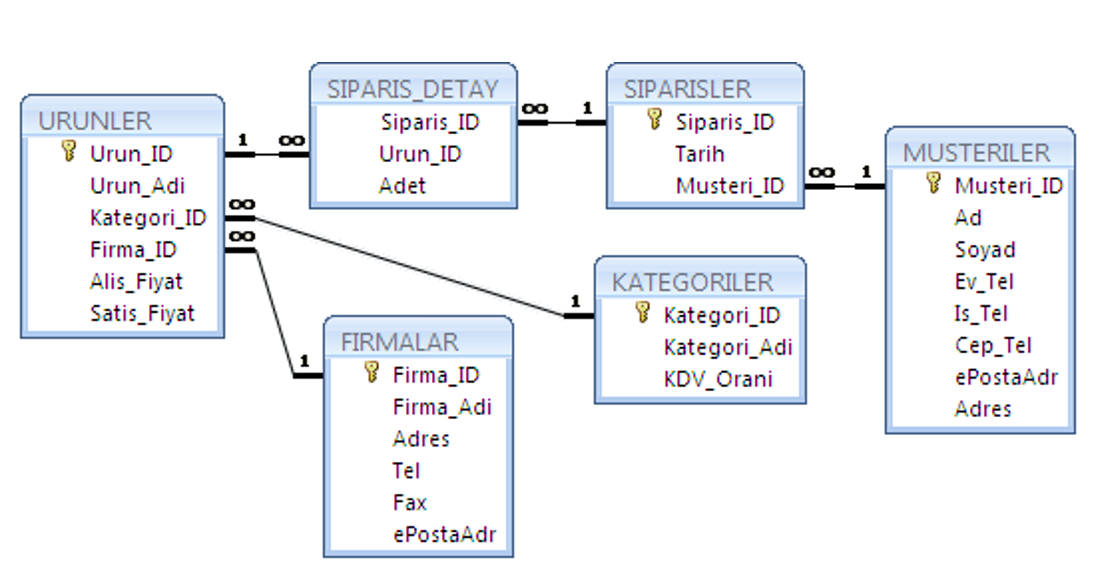 URUNLER
Urun_ID
Urun_Adi
Kategori_ID
Firma_ID
Alis_Fiyat
Satis_Fiyat
1
∞
∞
∞
SIPARIS_DETAY
Siparis_ID
Urun_ID
Adet
∞
1
SIPARISLER
Siparis_ID
Tarih
Musteri_ID
∞
1
MUSTERILER
Musteri_ID
Ad
Soyad
Ev_Tel
Is_Tel
Cep_Tel
ePostaAdr
Adres
1
KATEGORILER
Kategori_ID
Kategori_Adi
KDV_Orani
1
FIRMALAR
Firma_ID
Firma_Adi
Adres
Tel
Fax
ePostaAdr